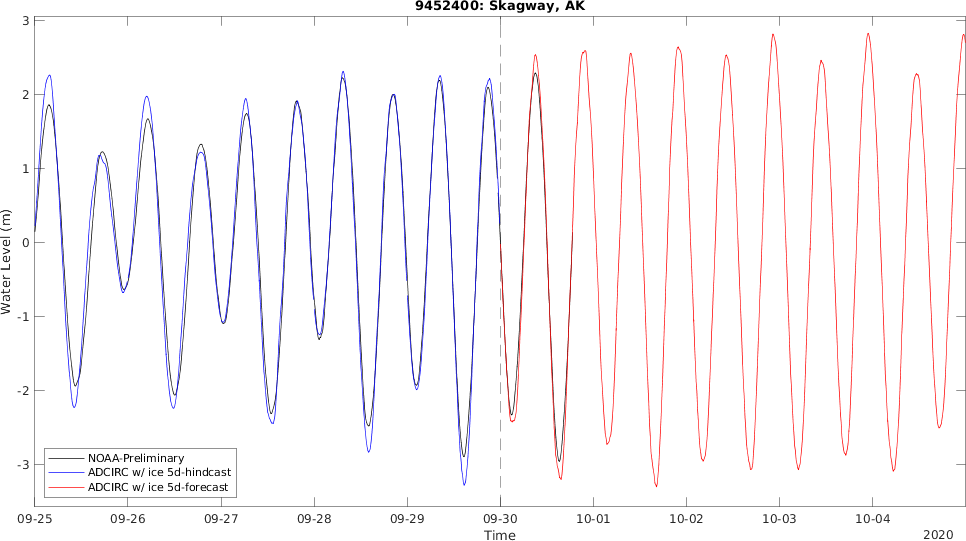 9452400: Skagway, AK
3
2
1
0
-1
-2
-3
Water Level (m)
NOAA-Preliminary
ADCIRC w/ ice 5d-hindcast
ADCIRC w/ ice 5d-forecast
09-25 09-26 09-27 09-28 09-29 09-30 10-01 10-02 10-03 10-04
Time
2020